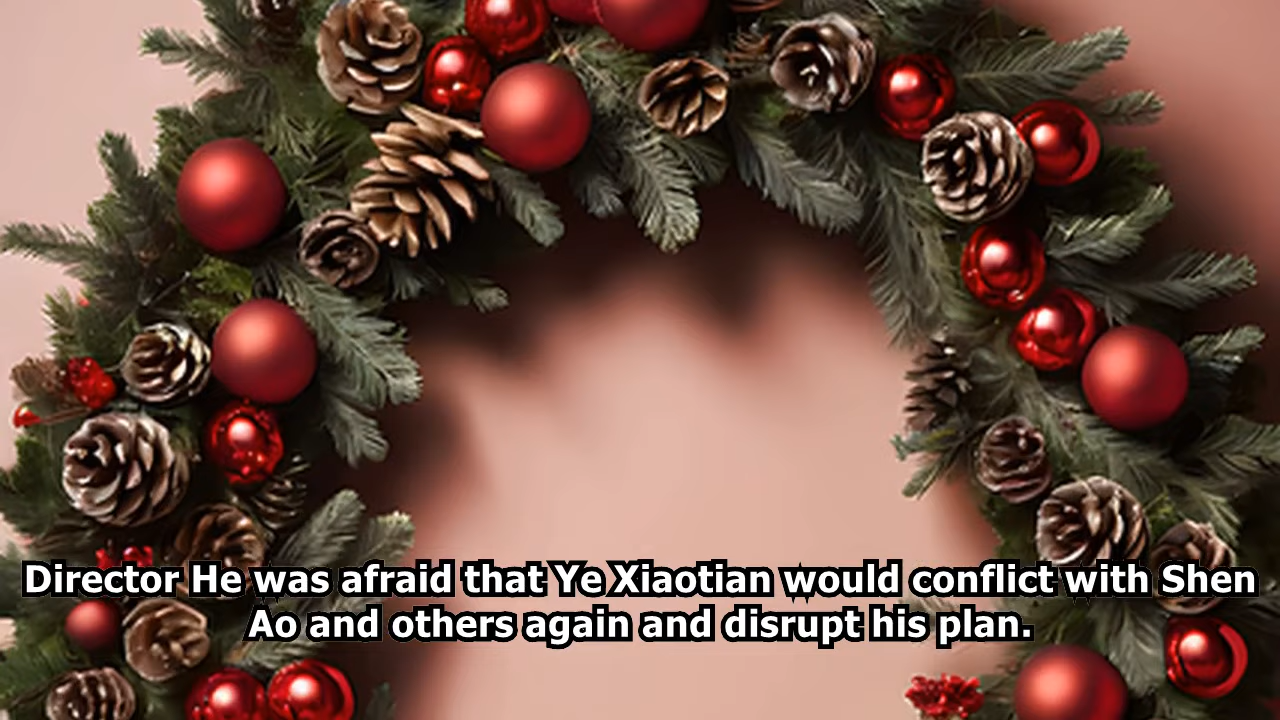 Director He was afraid that Ye Xiaotian would conflict with Shen
Ao and others again and disrupt his plan.